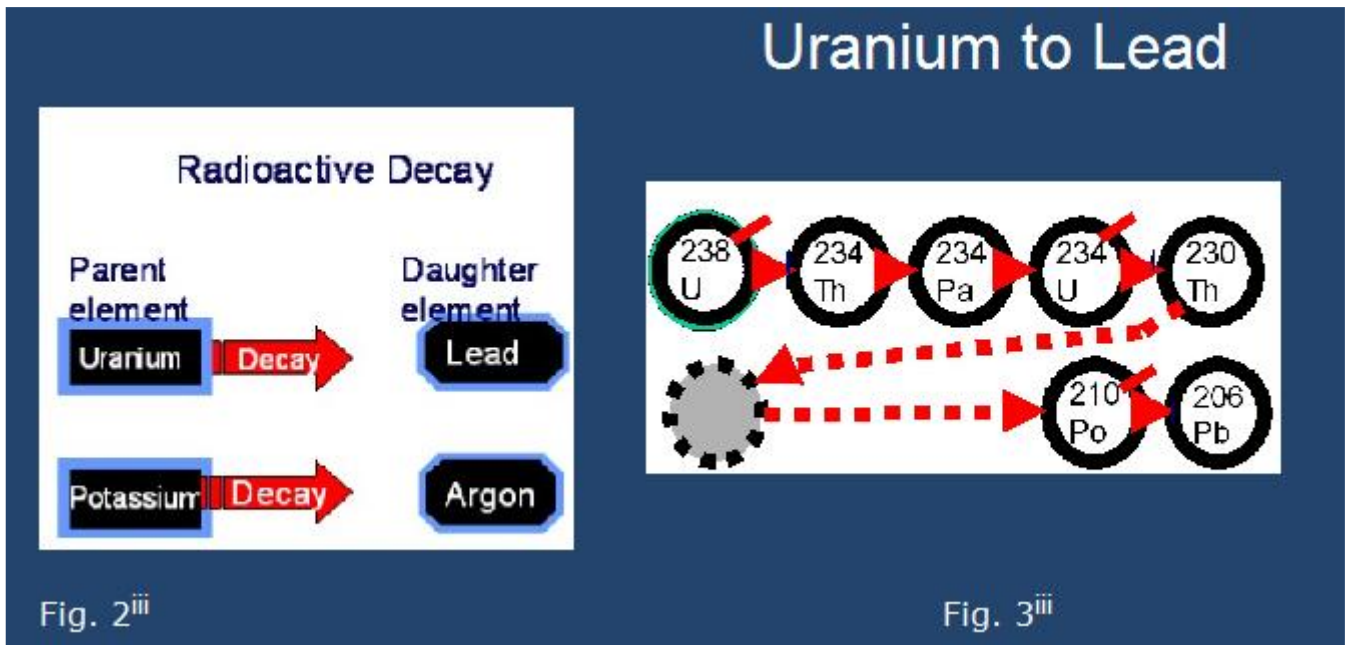 Uranium to Lead
Radioactive Decay
Parent
element
Daughter
element
Uranium Decay Lead
Potassium Decay Argon
Fig. 2iii
238
U
234
Th
234
Pa
234
U
230
Th
210
Po
206
Pb
Fig. 3iii